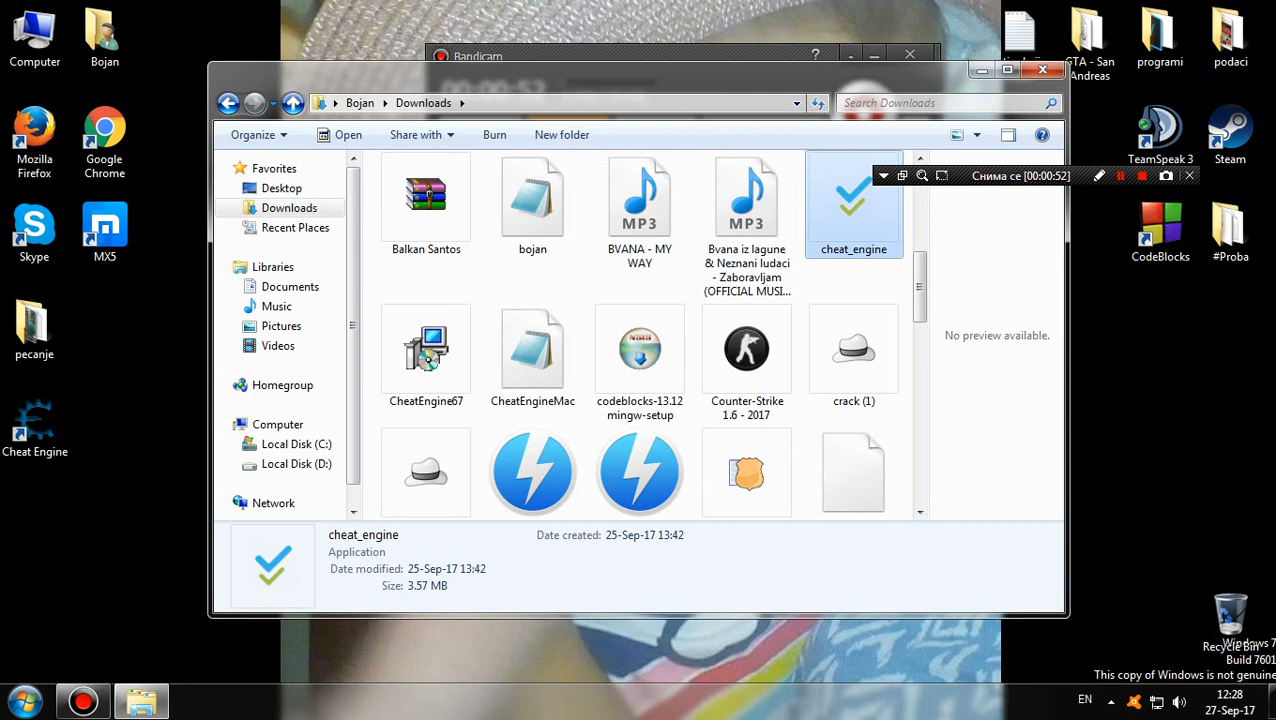 Computer
Bojan
Mozilla
Firefox
Google
Chrome
Skype
MX5
pecanje
Cheat Engine
Bandicam
?
Bojan
Downloads
Search Downloads
Organize
Open
Share with
Burn
New folder
Favorites
Desktop
Downloads
Recent Places
Libraries
Documents
Music
Pictures
Videos
Homegroup
Computer
Local Disk (C:)
Local Disk (D:)
Network
Balkan Santos
bojan
MP3
BVANA - MY
WAY
MP3
Bvana iz lagune
& Neznani ludaci
- Zaboravljam
(OFFICIAL MUSI...
cheat_engine
Снима се [00:00:52]
CheatEngine67
CheatEngineMac
codeblocks-13.12
mingw-setup
Counter-Strike
1.6 - 2017
crack (1)
No preview available.
cheat_engine
Application
Date modified: 25-Sep-17 13:42
Size: 3.57 MB
Date created: 25-Sep-17 13:42
GTA - San
Andreas
programi
podaci
TeamSpeak 3
Steam
CodeBlocks
#Proba
Recycle Bin
Windows 7
Build 7601
This copy of Windows is not genuine
EN
12:28
27-Sep-17